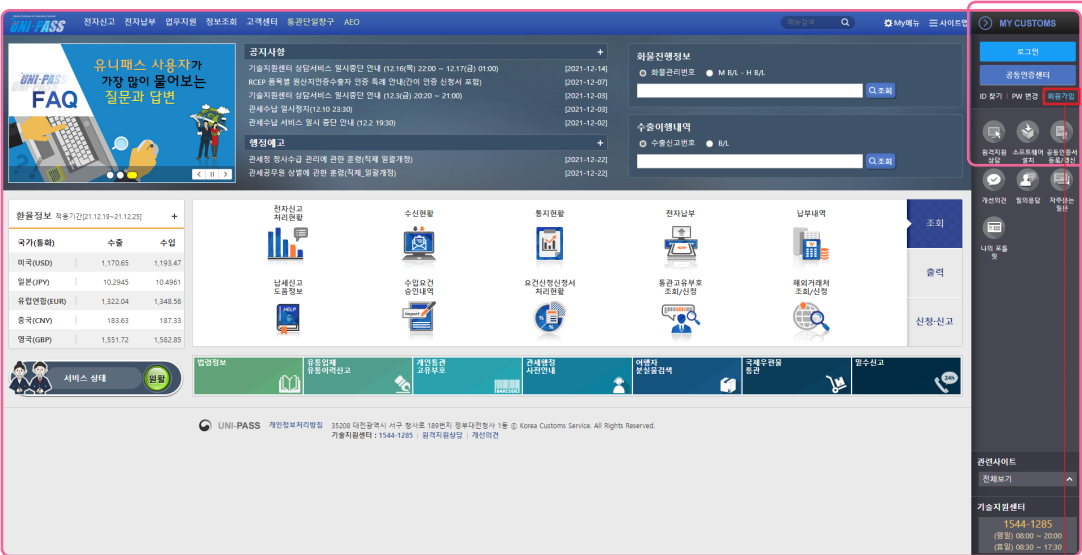 UNI-PASS
전자신고 전자납부 업무지원 정보조회 고객센터 통관단일창구 AEO
메뉴검색
My메뉴 사이트맵
MY CUSTOMS
로그인
공동인증센터
ID 찾기 PW 변경 회원가입
원격지원 상담
소프트웨어 설치
공동인증서 등록/갱신
개선의견
질의응답
자주묻는 질문
나의 포틀릿
UNI-PASS
FAQ
유니패스 사용자가
가장 많이 물어보는
질문과 답변
공지사항 +
기술지원센터 상담서비스 일시중단 안내 (12.16(목) 22:00 ~ 12.17(금) 01:00) [2021-12-14]
RCEP 품목별 원산지인증수출자 인증 특례 안내(간이 인증 신청서 포함) [2021-12-07]
기술지원센터 상담서비스 일시중단 안내 (12.3(금) 20:20 ~ 21:00) [2021-12-03]
관세수납 일시정지(12.10 23:30) [2021-12-03]
관세수납 서비스 일시 중단 안내 (12.2 19:30) [2021-12-02]
행정예고 +
관세청 청사수급 관리에 관한 훈령(직제 일괄개정) [2021-12-22]
관세공무원 상벌에 관한 훈령(직제_일괄개정) [2021-12-22]
화물진행정보
화물관리번호 M B/L - H B/L
조회
수출이행내역
수출신고번호 B/L
조회
환율정보 적용기간[21.12.19~21.12.25] +
국가(통화) 수출 수입
미국(USD) 1,170.65 1,193.47
일본(JPY) 10.2945 10.4961
유럽연합(EUR) 1,322.04 1,348.56
중국(CNY) 183.63 187.33
영국(GBP) 1,551.72 1,582.85
전자신고 처리현황
수신현황
통지현황
전자납부
납부내역
납세신고 도움정보
HELP
수입요건 승인내역
Import
요건신청신청서 처리현황
통관고유부호 조회/신청
해외거래처 조회/신청
조회
출력
신청·신고
서비스 상태 원활
법령정보
유통업체 유통이력신고
개인통관 고유부호
BARCODE
관세행정 사전안내
여행자 분실물검색
국제우편물 통관
밀수신고
24h
UNI-PASS 개인정보처리방침 35208 대전광역시 서구 청사로 189번지 정부대전청사 1동 ⓒ Korea Customs Service. All Rights Reserved.
기술지원센터 : 1544-1285 | 원격지원상담 | 개선의견
관련사이트
전체보기
기술지원센터
1544-1285
(평일) 08:00 ~ 20:00
(휴일) 08:30 ~ 17:30